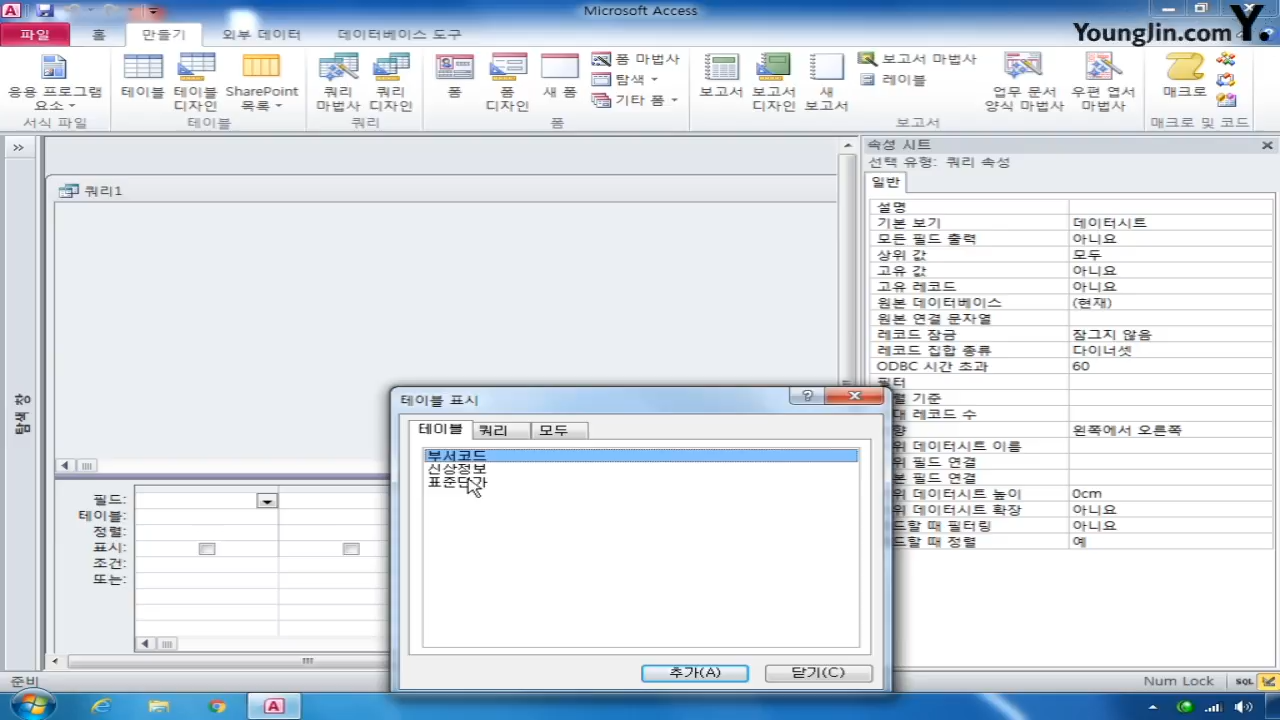 Microsoft Access
YoungJin.com Y.
파일 홈 만들기 외부 데이터 데이터베이스 도구
응용 프로그램 요소
서식 파일
테이블
테이블 디자인
SharePoint 목록
테이블
쿼리 마법사
쿼리 디자인
쿼리
폼
폼 디자인
새 폼
폼 마법사
탐색
기타 폼
폼
보고서
보고서 디자인
새 보고서
보고서 마법사
레이블
업무 문서 양식 마법사
우편 엽서 마법사
보고서
매크로
매크로 및 코드
»
탐색 창
쿼리1
필드:
테이블:
정렬:
표시:
조건:
또는:
테이블 표시
테이블 쿼리 모두
부서코드
신상정보
표준단가
추가(A) 닫기(C)
속성 시트
선택 유형: 쿼리 속성
일반
설명
기본 보기 데이터시트
모든 필드 출력 아니요
상위 값 모두
고유 값 아니요
고유 레코드 아니요
원본 데이터베이스 (현재)
원본 연결 문자열
레코드 잠금 잠그지 않음
레코드 집합 종류 다이너셋
ODBC 시간 초과 60
필터
렬 기준
대 레코드 수
향 왼쪽에서 오른쪽
위 데이터시트 이름
위 필드 연결
본 필드 연결
위 데이터시트 높이 0cm
위 데이터시트 확장 아니요
드할 때 필터링 아니요
드할 때 정렬 예
준비
Num Lock SQL